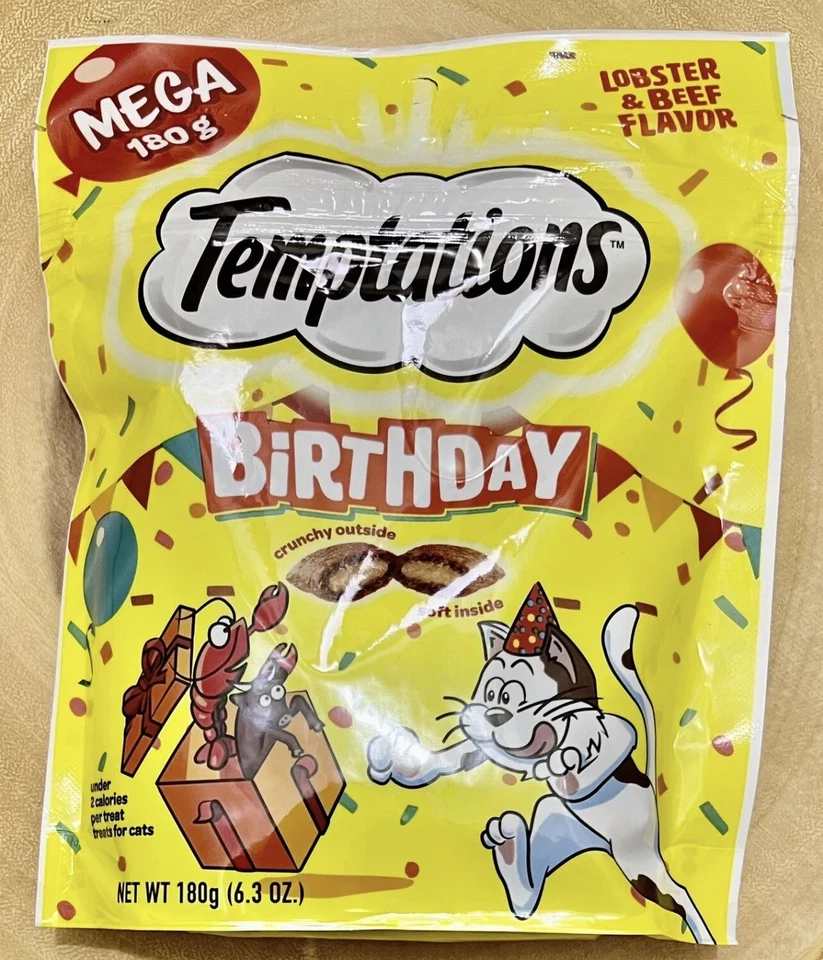 MEGA
180 g
LOBSTER
& BEEF
FLAVOR
Temptations™
BiRTHDAY
crunchy outside
soft inside
under
2 calories
per treat
treats for cats
NET WT 180g (6.3 OZ.)